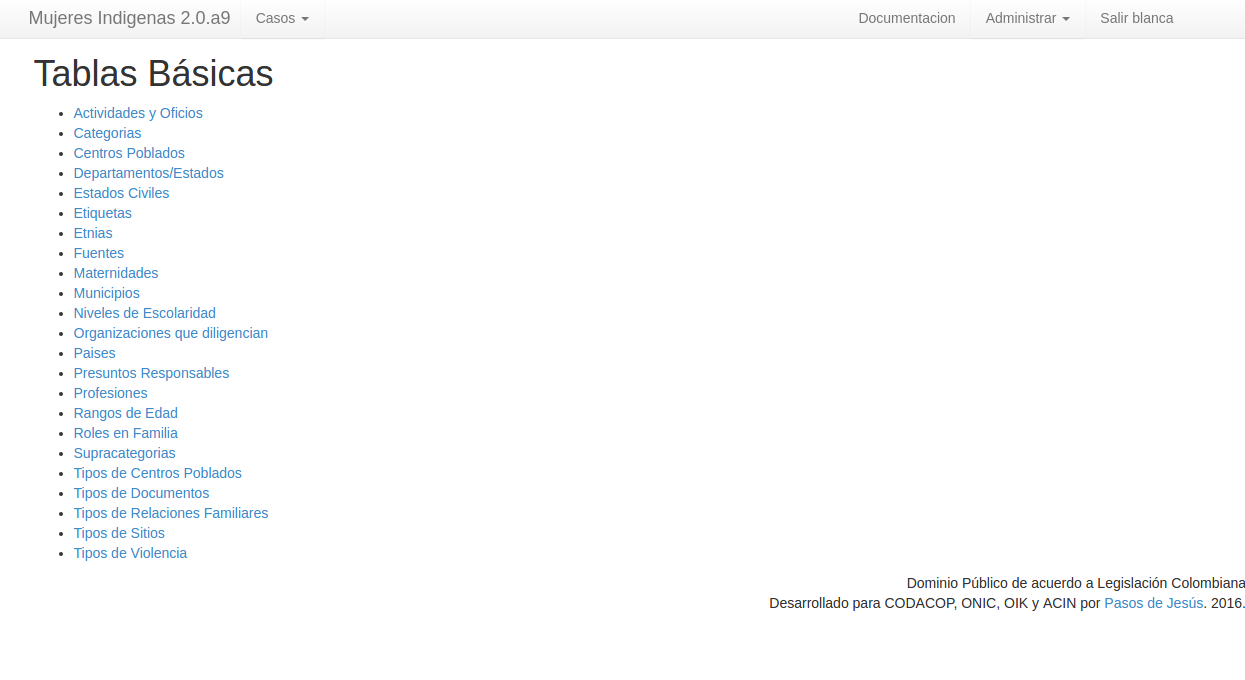 Mujeres Indigenas 2.0.a9 Casos Documentacion Administrar Salir blanca
Tablas Básicas
Actividades y Oficios
Categorias
Centros Poblados
Departamentos/Estados
Estados Civiles
Etiquetas
Etnias
Fuentes
Maternidades
Municipios
Niveles de Escolaridad
Organizaciones que diligencian
Paises
Presuntos Responsables
Profesiones
Rangos de Edad
Roles en Familia
Supracategorias
Tipos de Centros Poblados
Tipos de Documentos
Tipos de Relaciones Familiares
Tipos de Sitios
Tipos de Violencia
Dominio Público de acuerdo a Legislación Colombiana
Desarrollado para CODACOP, ONIC, OIK y ACIN por Pasos de Jesús. 2016.